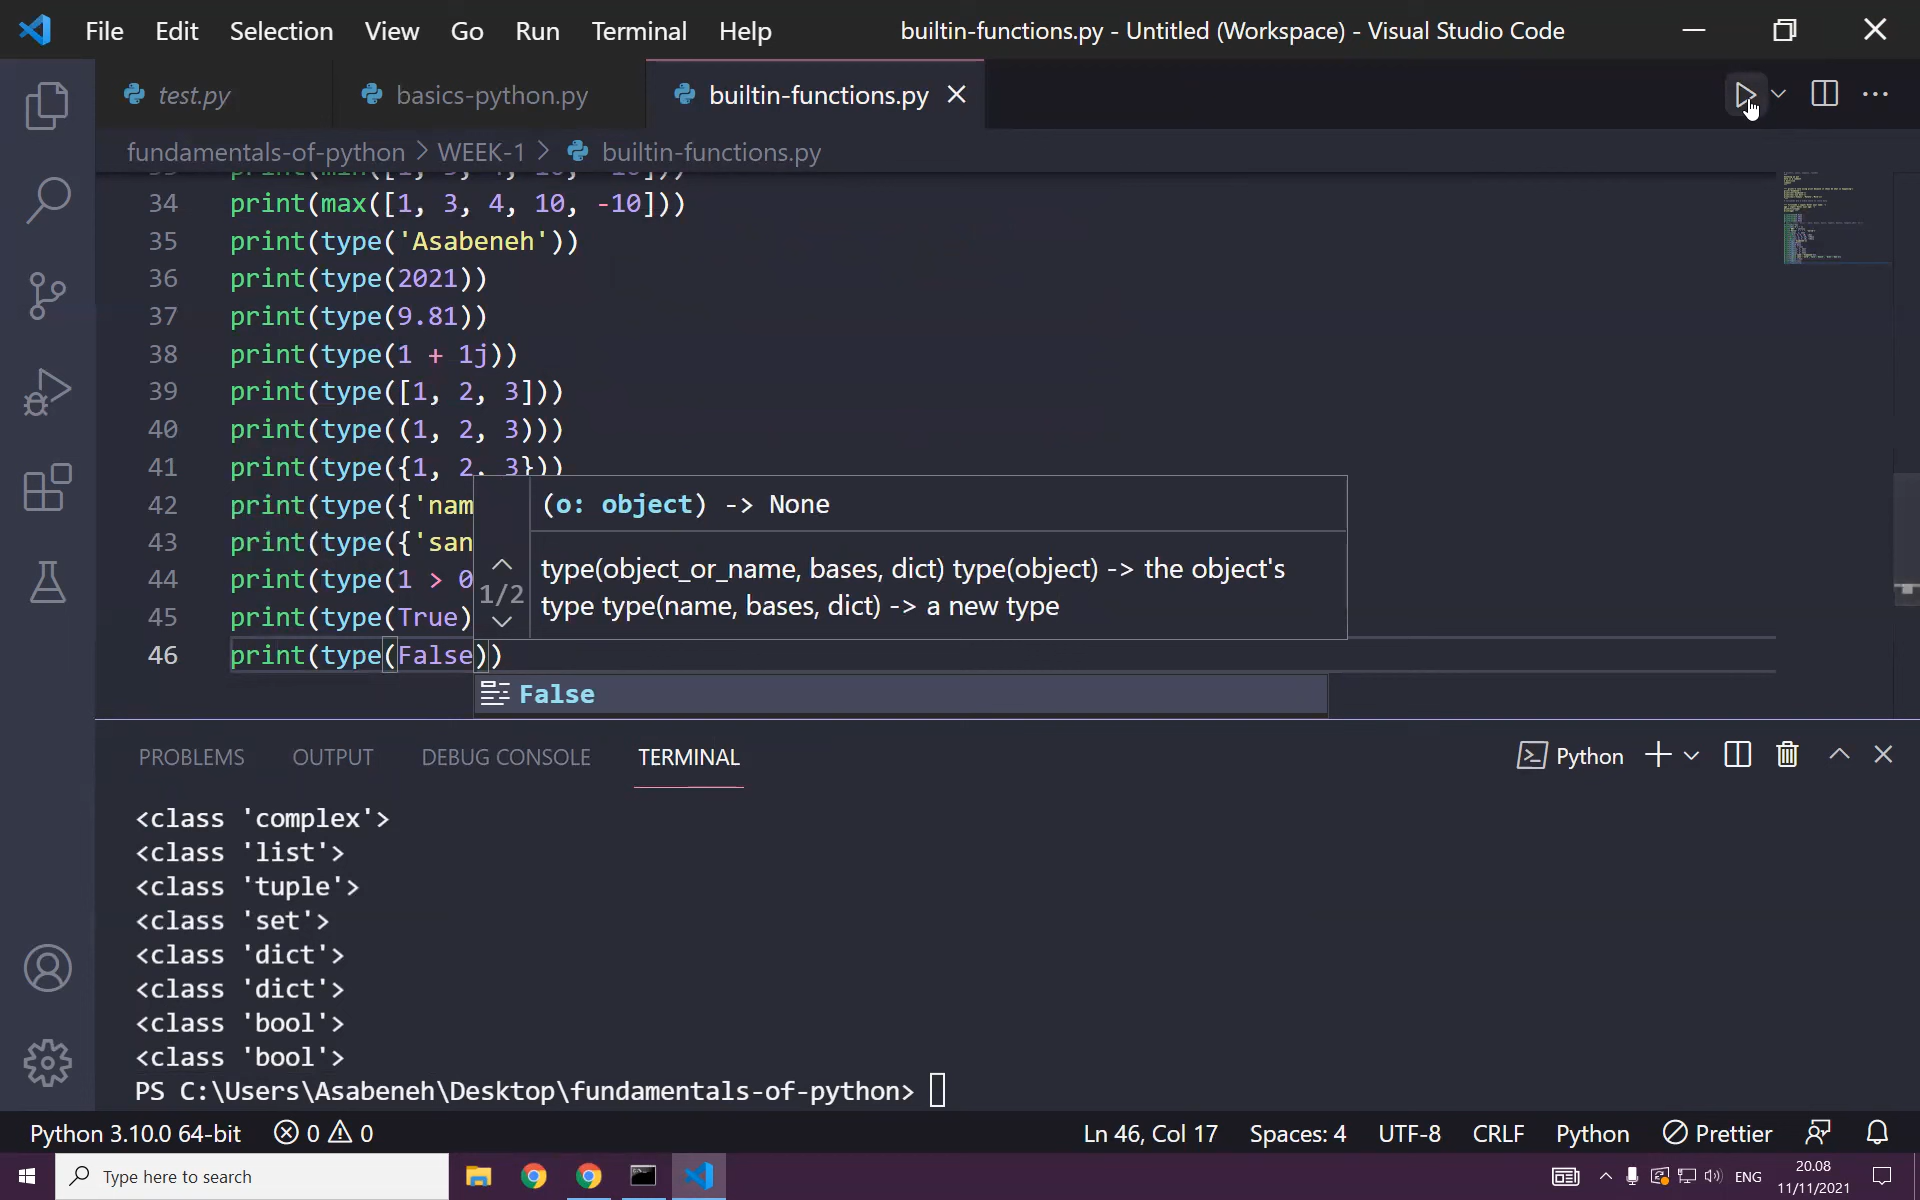 File Edit Selection View Go Run Terminal Help builtin-functions.py - Untitled (Workspace) - Visual Studio Code
test.py basics-python.py builtin-functions.py
fundamentals-of-python > WEEK-1 > builtin-functions.py
34 print(max([1, 3, 4, 10, -10]))
35 print(type('Asabeneh'))
36 print(type(2021))
37 print(type(9.81))
38 print(type(1 + 1j))
39 print(type([1, 2, 3]))
40 print(type((1, 2, 3)))
41 print(type({1, 2, 3}))
42 print(type({'nam
43 print(type({'san
44 print(type(1 > 0
45 print(type(True)
46 print(type(False))
(o: object) -> None
1/2
type(object_or_name, bases, dict) type(object) -> the object's
type type(name, bases, dict) -> a new type
False
PROBLEMS OUTPUT DEBUG CONSOLE TERMINAL Python
<class 'complex'>
<class 'list'>
<class 'tuple'>
<class 'set'>
<class 'dict'>
<class 'dict'>
<class 'bool'>
<class 'bool'>
PS C:\Users\Asabeneh\Desktop\fundamentals-of-python>
Python 3.10.0 64-bit 0 0 Ln 46, Col 17 Spaces: 4 UTF-8 CRLF Python Prettier
Type here to search ENG 20.08
11/11/2021